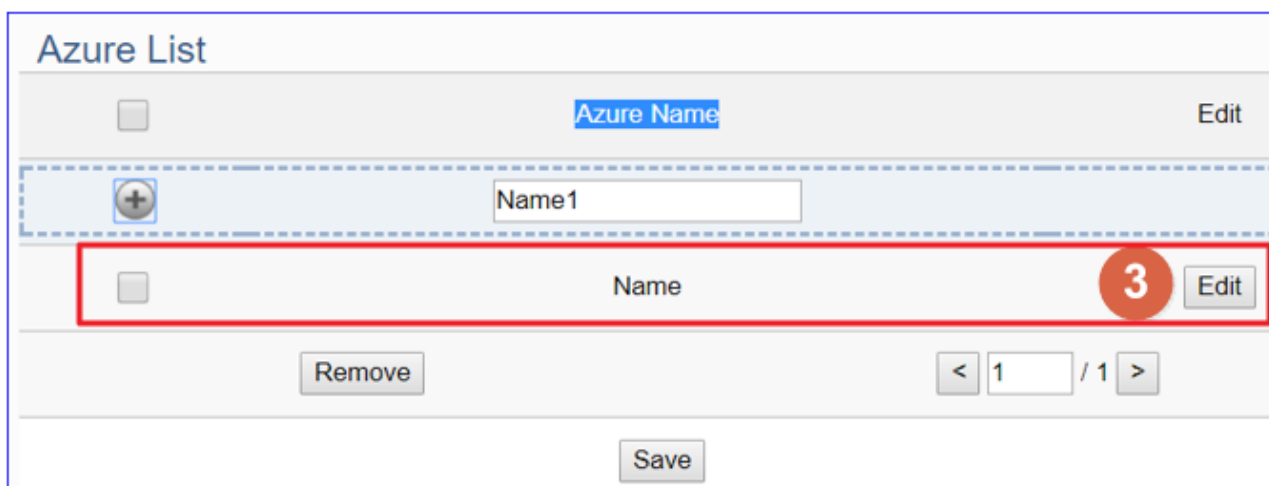 Azure List
Azure Name Edit
Name1
Name 3 Edit
Remove < 1 / 1 >
Save